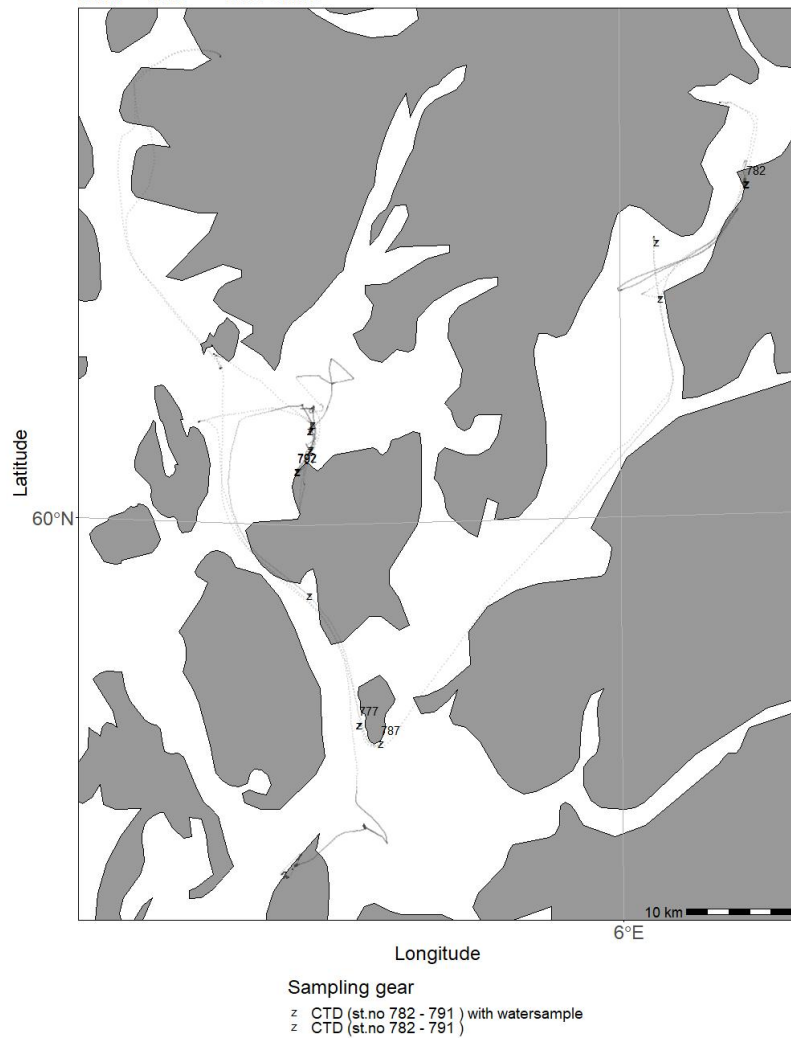 782
z
z
z
z
782
z
Latitude
60°N
z
777
z
787
z
10 km
6°E
Longitude
Sampling gear
z CTD (st.no 782 - 791 ) with watersample
z CTD (st.no 782 - 791 )